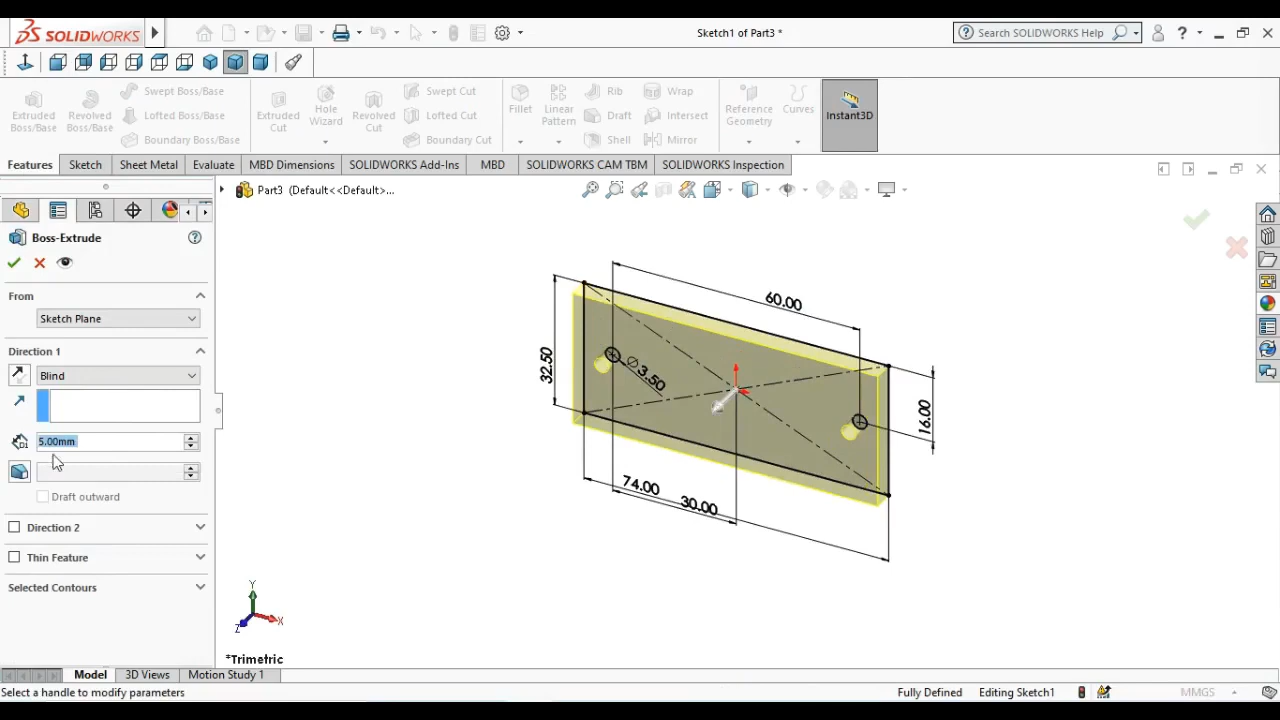 SOLIDWORKS
Sketch1 of Part3 *
Search SOLIDWORKS Help
Extruded Boss/Base
Revolved Boss/Base
Swept Boss/Base
Lofted Boss/Base
Boundary Boss/Base
Extruded Cut
Hole Wizard
Revolved Cut
Swept Cut
Lofted Cut
Boundary Cut
Fillet
Linear Pattern
Rib
Draft
Shell
Wrap
Intersect
Mirror
Reference Geometry
Curves
Instant3D
Features
Sketch
Sheet Metal
Evaluate
MBD Dimensions
SOLIDWORKS Add-Ins
MBD
SOLIDWORKS CAM TBM
SOLIDWORKS Inspection
Part3 (Default<<Default>...
Boss-Extrude
From
Sketch Plane
Direction 1
Blind
5.00mm
Draft outward
Direction 2
Thin Feature
Selected Contours
60.00
32.50
Ø3.50
16.00
74.00
30.00
Y
X
Z
*Trimetric
Model
3D Views
Motion Study 1
Select a handle to modify parameters
Fully Defined
Editing Sketch1
MMGS